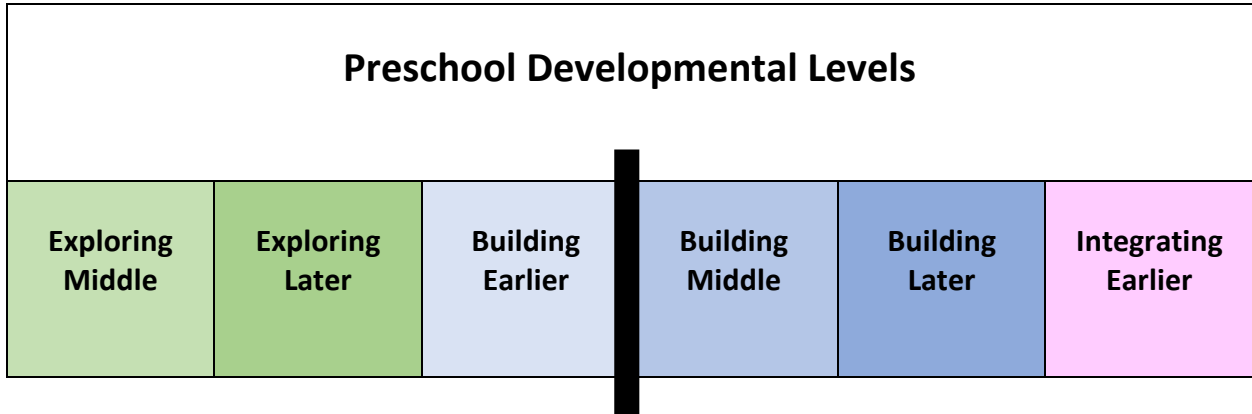 Preschool Developmental Levels
Exploring
Middle
Exploring
Later
Building
Earlier
Building
Middle
Building
Later
Integrating
Earlier